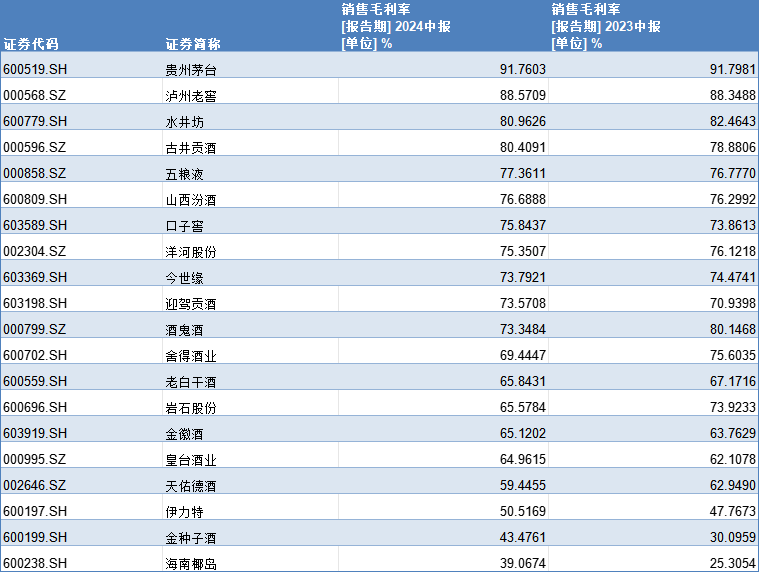 证券代码 证券简称 销售毛利率 [报告期] 2024中报 [单位] % 销售毛利率 [报告期] 2023中报 [单位] %
600519.SH 贵州茅台 91.7603 91.7981
000568.SZ 泸州老窖 88.5709 88.3488
600779.SH 水井坊 80.9626 82.4643
000596.SZ 古井贡酒 80.4091 78.8806
000858.SZ 五粮液 77.3611 76.7770
600809.SH 山西汾酒 76.6888 76.2992
603589.SH 口子窖 75.8437 73.8613
002304.SZ 洋河股份 75.3507 76.1218
603369.SH 今世缘 73.7921 74.4741
603198.SH 迎驾贡酒 73.5708 70.9398
000799.SZ 酒鬼酒 73.3484 80.1468
600702.SH 舍得酒业 69.4447 75.6035
600559.SH 老白干酒 65.8431 67.1716
600696.SH 岩石股份 65.5784 73.9233
603919.SH 金徽酒 65.1202 63.7629
000995.SZ 皇台酒业 64.9615 62.1078
002646.SZ 天佑德酒 59.4455 62.9490
600197.SH 伊力特 50.5169 47.7673
600199.SH 金种子酒 43.4761 30.0959
600238.SH 海南椰岛 39.0674 25.3054